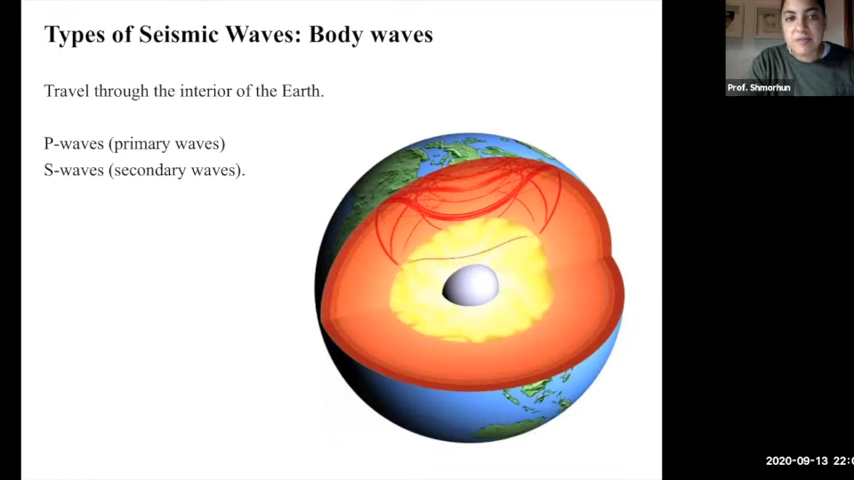 Types of Seismic Waves: Body waves
Travel through the interior of the Earth.
P-waves (primary waves)
S-waves (secondary waves).
Prof. Shmorhun
2020-09-13 22: